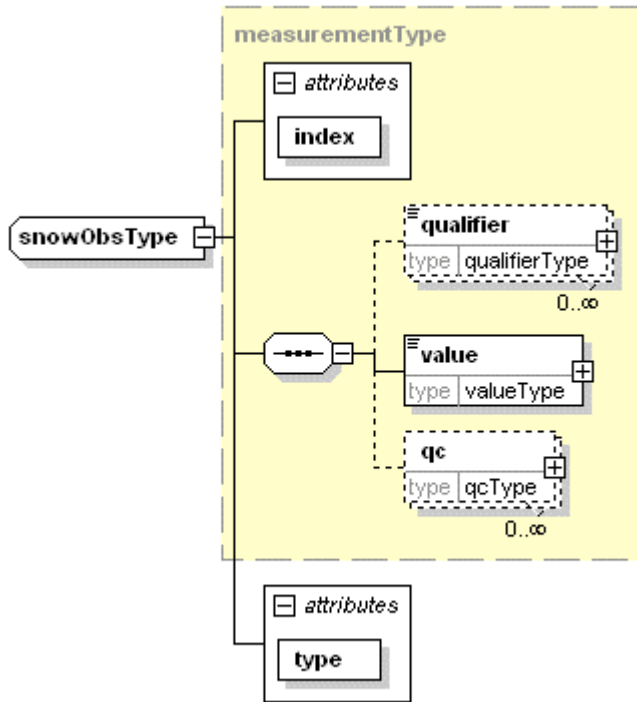 measurementType
attributes
index
snowObsType
qualifier
type qualifierType
0..∞
value
type valueType
qc
type qcType
0..∞
attributes
type